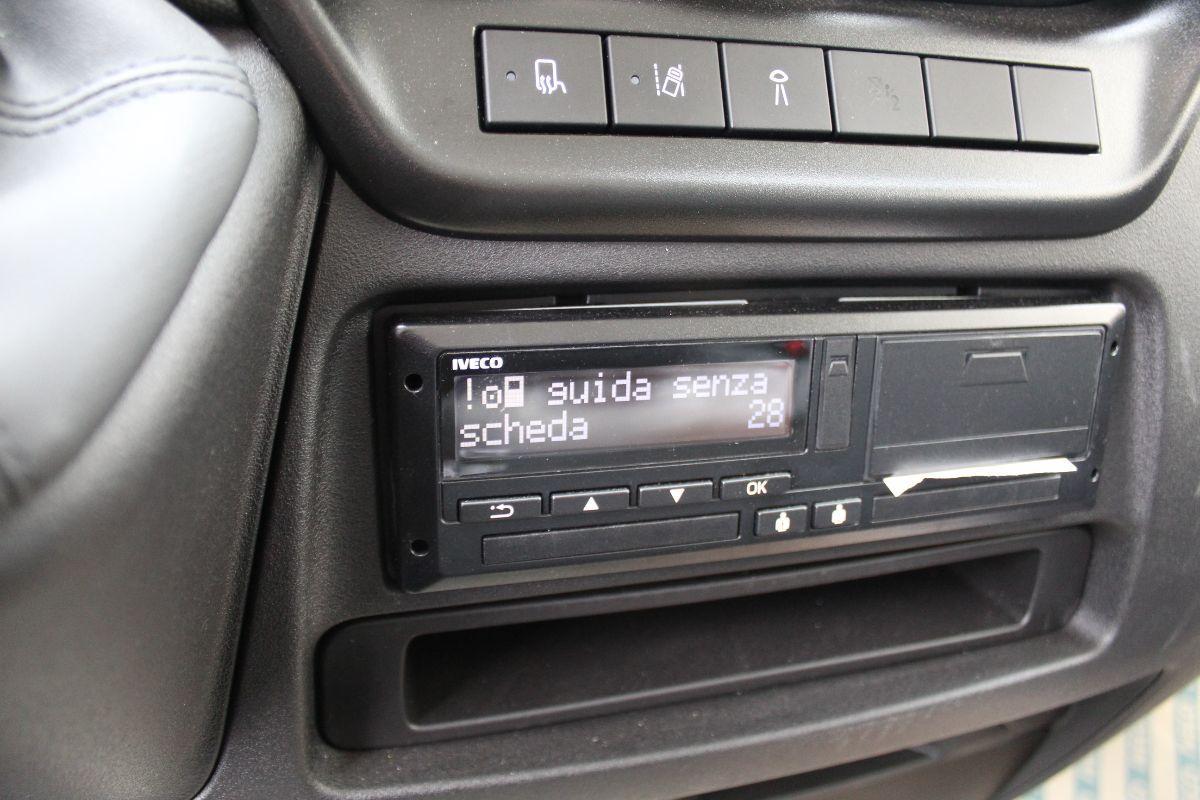 IVECO
! guida senza
scheda 28
OK